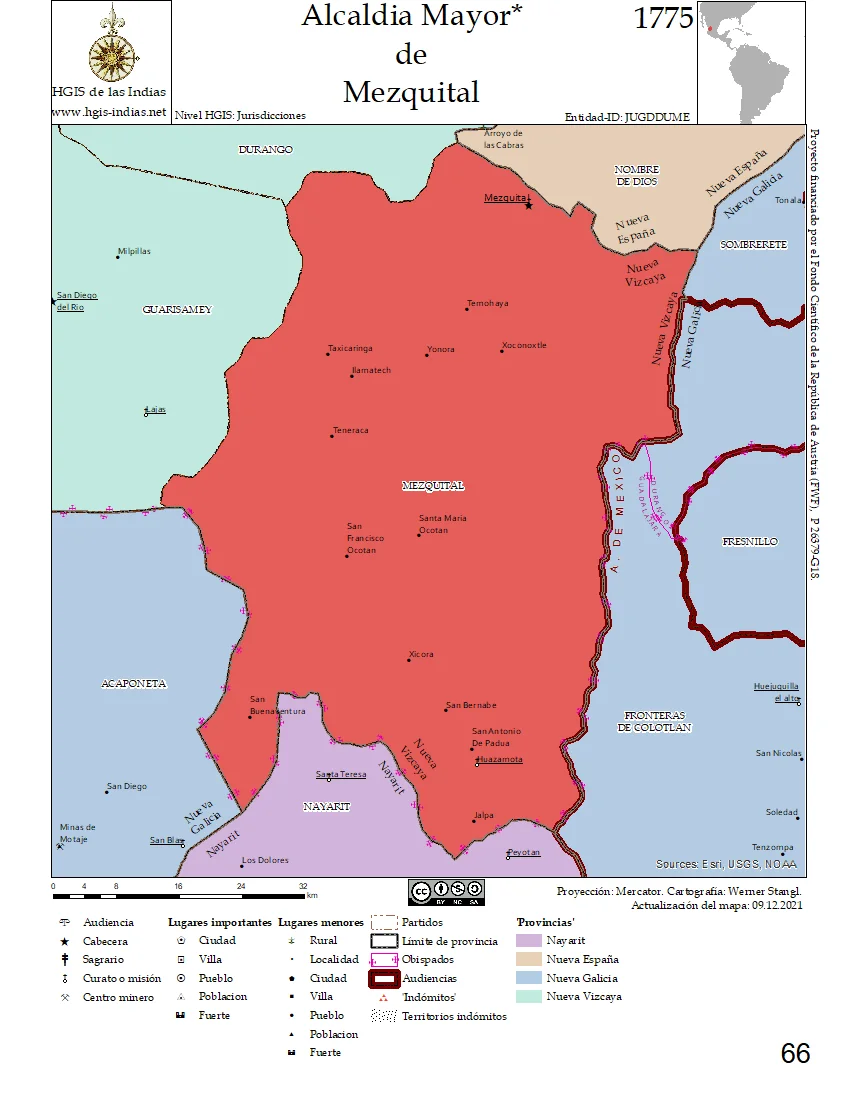 Alcaldia Mayor*
de
Mezquital
1775
HGIS de las Indias
www.hgis-indias.net
Nivel HGIS: Jurisdicciones
Entidad-ID: JUGDDUME
DURANGO
Arroyo de
las Cabras
NOMBRE
DE DIOS
Nueva España
Nueva Galicia
Mezquital
Tonala
Nueva
España
SOMBRERETE
Milpillas
Nueva
Vizcaya
San Diego
del Rio
GUARISAMEY
Temohaya
Nueva Vizcaya
Nueva Galicia
Taxicaringa
Yonora
Xoconoxtle
Ilamatech
Lajas
Teneraca
A. DE MEXICO
DURANGO
GUADALAJARA
MEZQUITAL
San
Francisco
Ocotan
Santa Maria
Ocotan
FRESNILLO
Xicora
ACAPONETA
Huejuquilla
el alto
San
Buenaventura
San Bernabe
FRONTERAS
DE COLOTLAN
San Antonio
De Padua
Nueva
Vizcaya
Nayarit
Huazamota
San Nicolas
Santa Teresa
San Diego
NAYARIT
Nueva
Galicia
Nayarit
Jalpa
Soledad
Minas de
Motaje
San Blas
Peyotan
Tenzompa
Los Dolores
Sources: Esri, USGS, NOAA
Proyecto financiado por el Fondo Científico de la República de Austria (FWF), P 26379-G18.
0 4 8 16 24 32
km
CC BY NC SA
Proyección: Mercator. Cartografía: Werner Stangl.
Actualización del mapa: 09.12.2021
Audiencia
Cabecera
Sagrario
Curato o misión
Centro minero
Lugares importantes
Ciudad
Villa
Pueblo
Poblacion
Fuerte
Lugares menores
Rural
Localidad
Ciudad
Villa
Pueblo
Poblacion
Fuerte
Partidos
Límite de provincia
Obispados
Audiencias
'Indómitos'
Territorios indómitos
'Provincias'
Nayarit
Nueva España
Nueva Galicia
Nueva Vizcaya
66